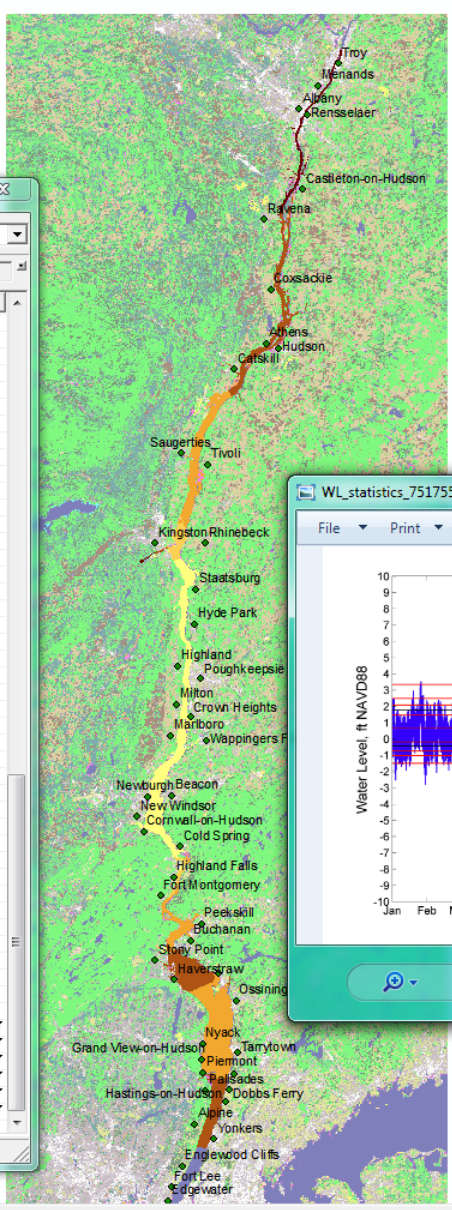 Troy
Menands
Albany
Rensselaer
Castleton-on-Hudson
Ravena
Coxsackie
Athens
Hudson
Catskill
Saugerties
Tivoli
Kingston
Rhinebeck
Staatsburg
Hyde Park
Highland
Poughkeepsie
Milton
Crown Heights
Marlboro
Wappingers F
Newburgh
Beacon
New Windsor
Cornwall-on-Hudson
Cold Spring
Highland Falls
Fort Montgomery
Peekskill
Buchanan
Stony Point
Haverstraw
Ossining
Nyack
Grand View-on-Hudson
Tarrytown
Piermont
Palisades
Hastings-on-Hudson
Dobbs Ferry
Alpine
Yonkers
Englewood Cliffs
Fort Lee
Edgewater
WL_statistics_751755
File Print
Water Level, ft NAVD88
10
9
8
7
6
5
4
3
2
1
0
-1
-2
-3
-4
-5
-6
-7
-8
-9
-10
Jan Feb